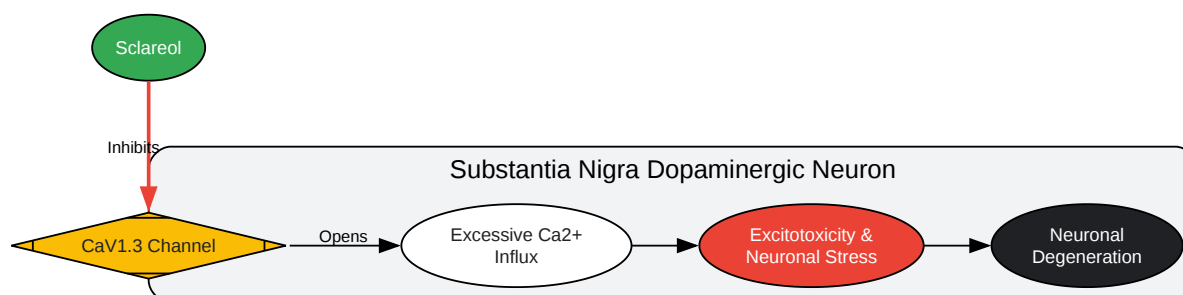 Sclareol
Inhibits
Substantia Nigra Dopaminergic Neuron
CaV1.3 Channel
Opens
Excessive Ca2+
Influx
Excitotoxicity &
Neuronal Stress
Neuronal
Degeneration